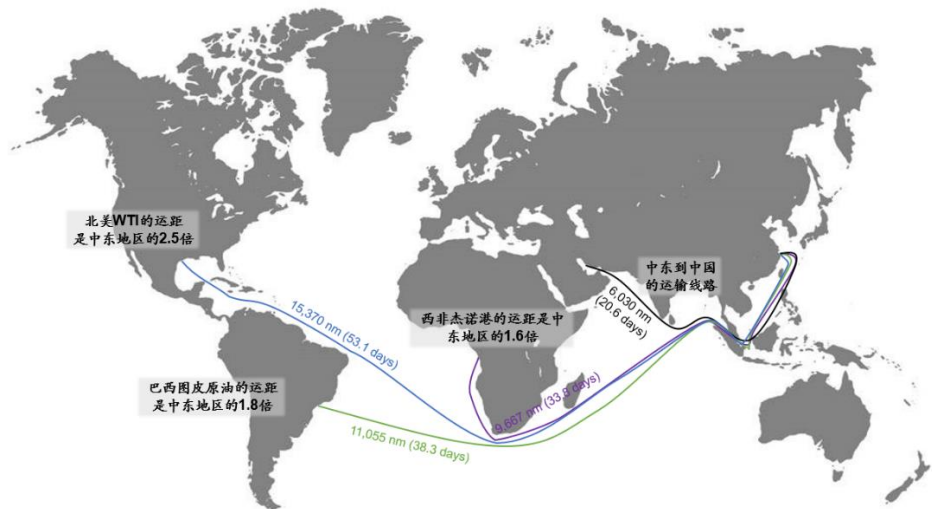 北美WTI的运距
是中东地区的2.5倍
15,370 nm (53.1 days)
中东到中国
的运输线路
6,030 nm
(20.6 days)
西非杰诺港的运距是中
东地区的1.6倍
9,667 nm (33.8 days)
巴西图皮原油的运距
是中东地区的1.8倍
11,055 nm (38.3 days)